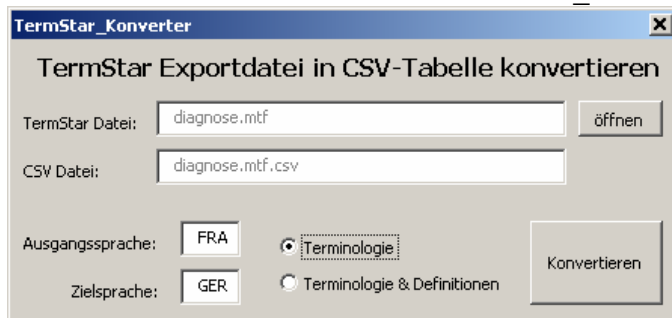 TermStar_Konverter
TermStar Exportdatei in CSV-Tabelle konvertieren
TermStar Datei: diagnose.mtf öffnen
CSV Datei: diagnose.mtf.csv
Ausgangssprache: FRA Terminologie
Konvertieren
Zielsprache: GER Terminologie & Definitionen